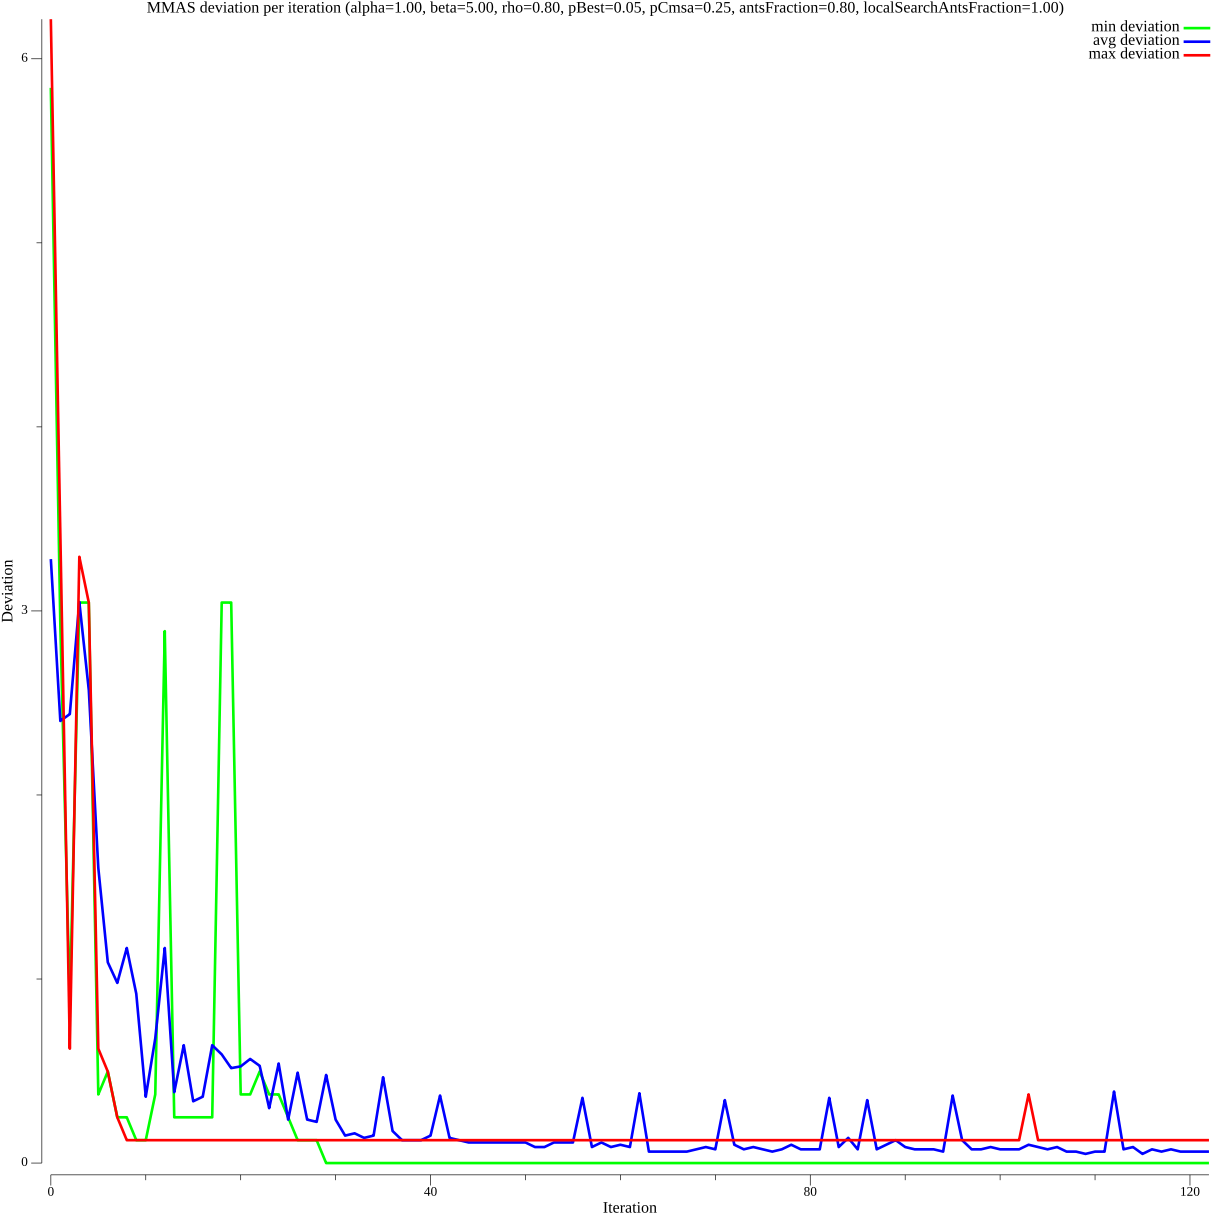 MMAS deviation per iteration (alpha=1.00, beta=5.00, rho=0.80, pBest=0.05, pCmsa=0.25, antsFraction=0.80, localSearchAntsFraction=1.00)
min deviation
avg deviation
max deviation
6
3
0
Deviation
0 40 80 120
Iteration